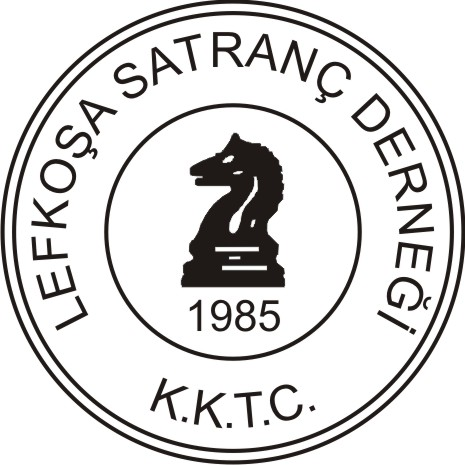 LEFKOŞA SATRANÇ DERNEĞİ
1985
K.K.T.C.